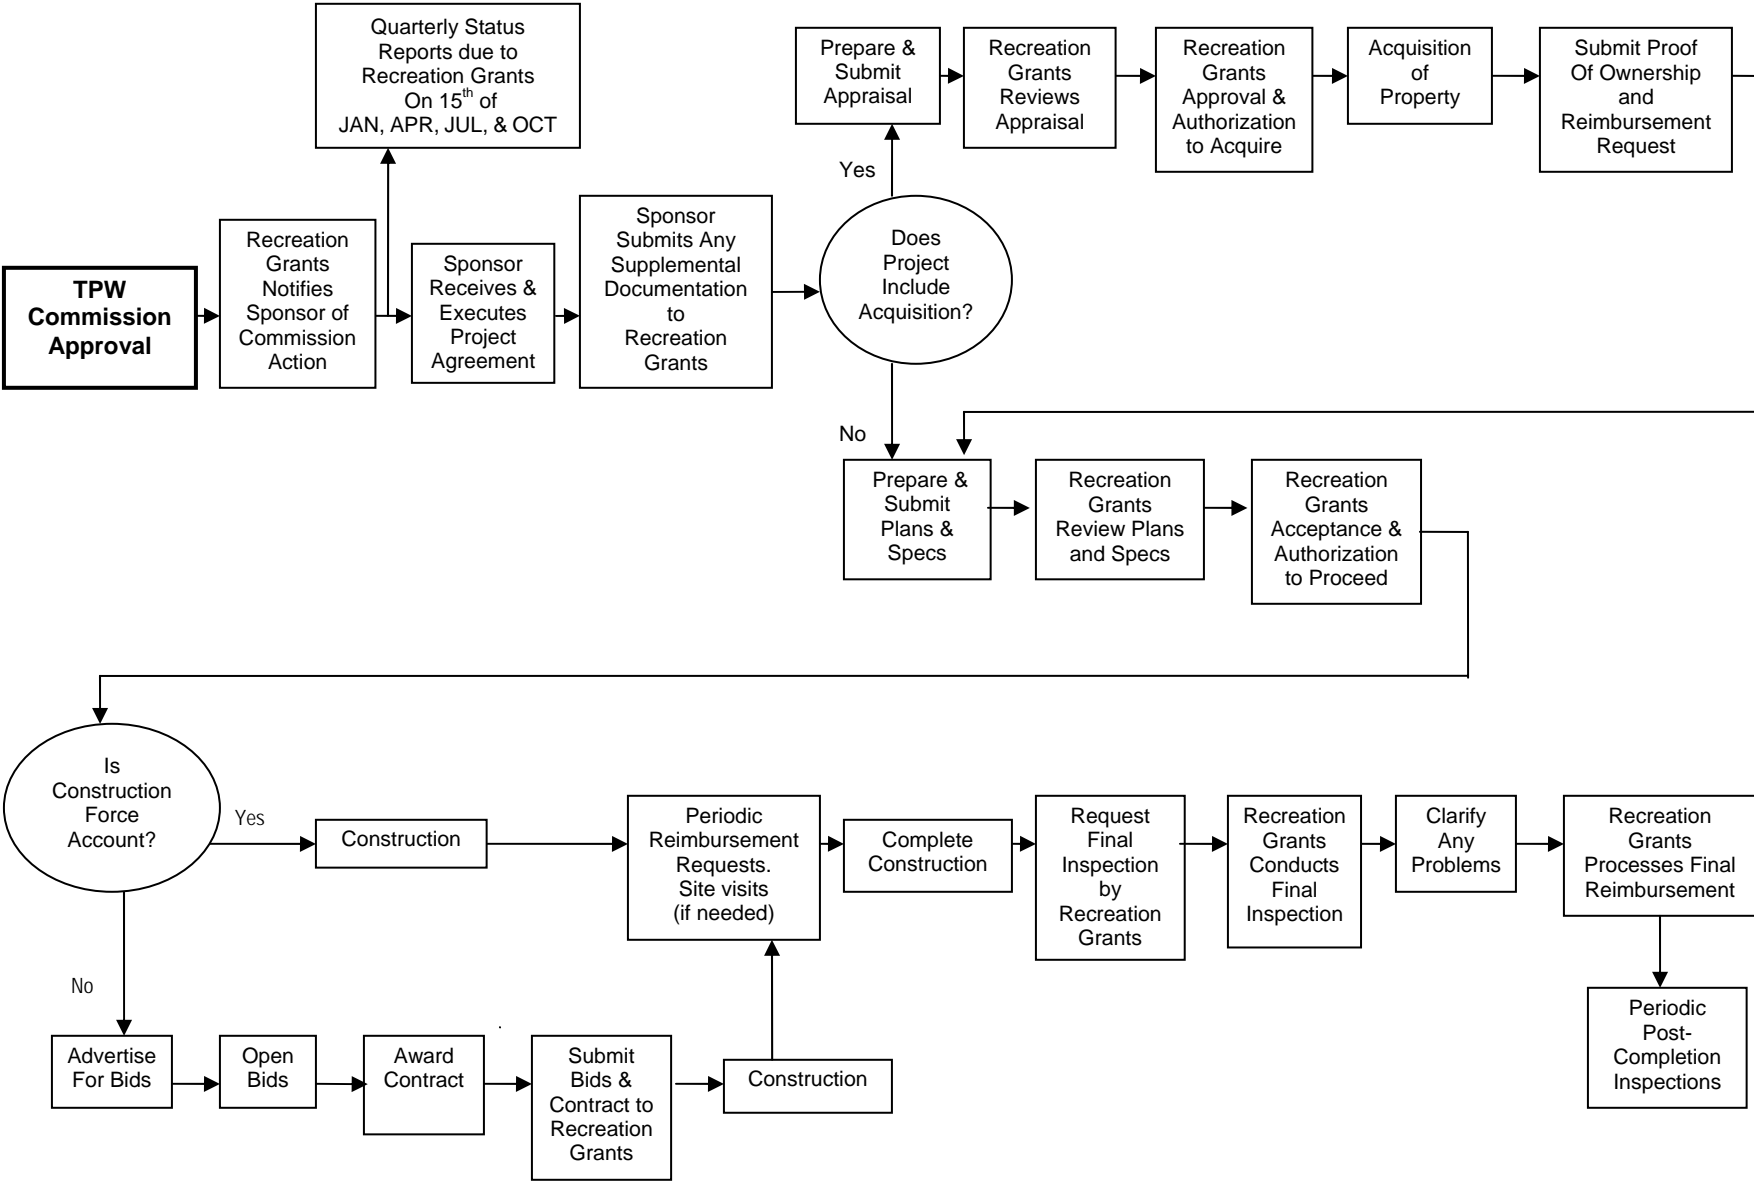 Quarterly Status
Reports due to
Recreation Grants
On 15th of
JAN, APR, JUL, & OCT
Prepare &
Submit
Appraisal
Recreation
Grants
Reviews
Appraisal
Recreation
Grants
Approval &
Authorization
to Acquire
Acquisition
of
Property
Submit Proof
Of Ownership
and
Reimbursement
Request
Yes
TPW
Commission
Approval
Recreation
Grants
Notifies
Sponsor of
Commission
Action
Sponsor
Receives &
Executes
Project
Agreement
Sponsor
Submits Any
Supplemental
Documentation
to
Recreation
Grants
Does
Project
Include
Acquisition?
No
Prepare &
Submit
Plans &
Specs
Recreation
Grants
Review Plans
and Specs
Recreation
Grants
Acceptance &
Authorization
to Proceed
Is
Construction
Force
Account?
Yes
Construction
Periodic
Reimbursement
Requests.
Site visits
(if needed)
Complete
Construction
Request
Final
Inspection
by
Recreation
Grants
Recreation
Grants
Conducts
Final
Inspection
Clarify
Any
Problems
Recreation
Grants
Processes Final
Reimbursement
No
Advertise
For Bids
Open
Bids
Award
Contract
Submit
Bids &
Contract to
Recreation
Grants
Construction
Periodic
Post-
Completion
Inspections